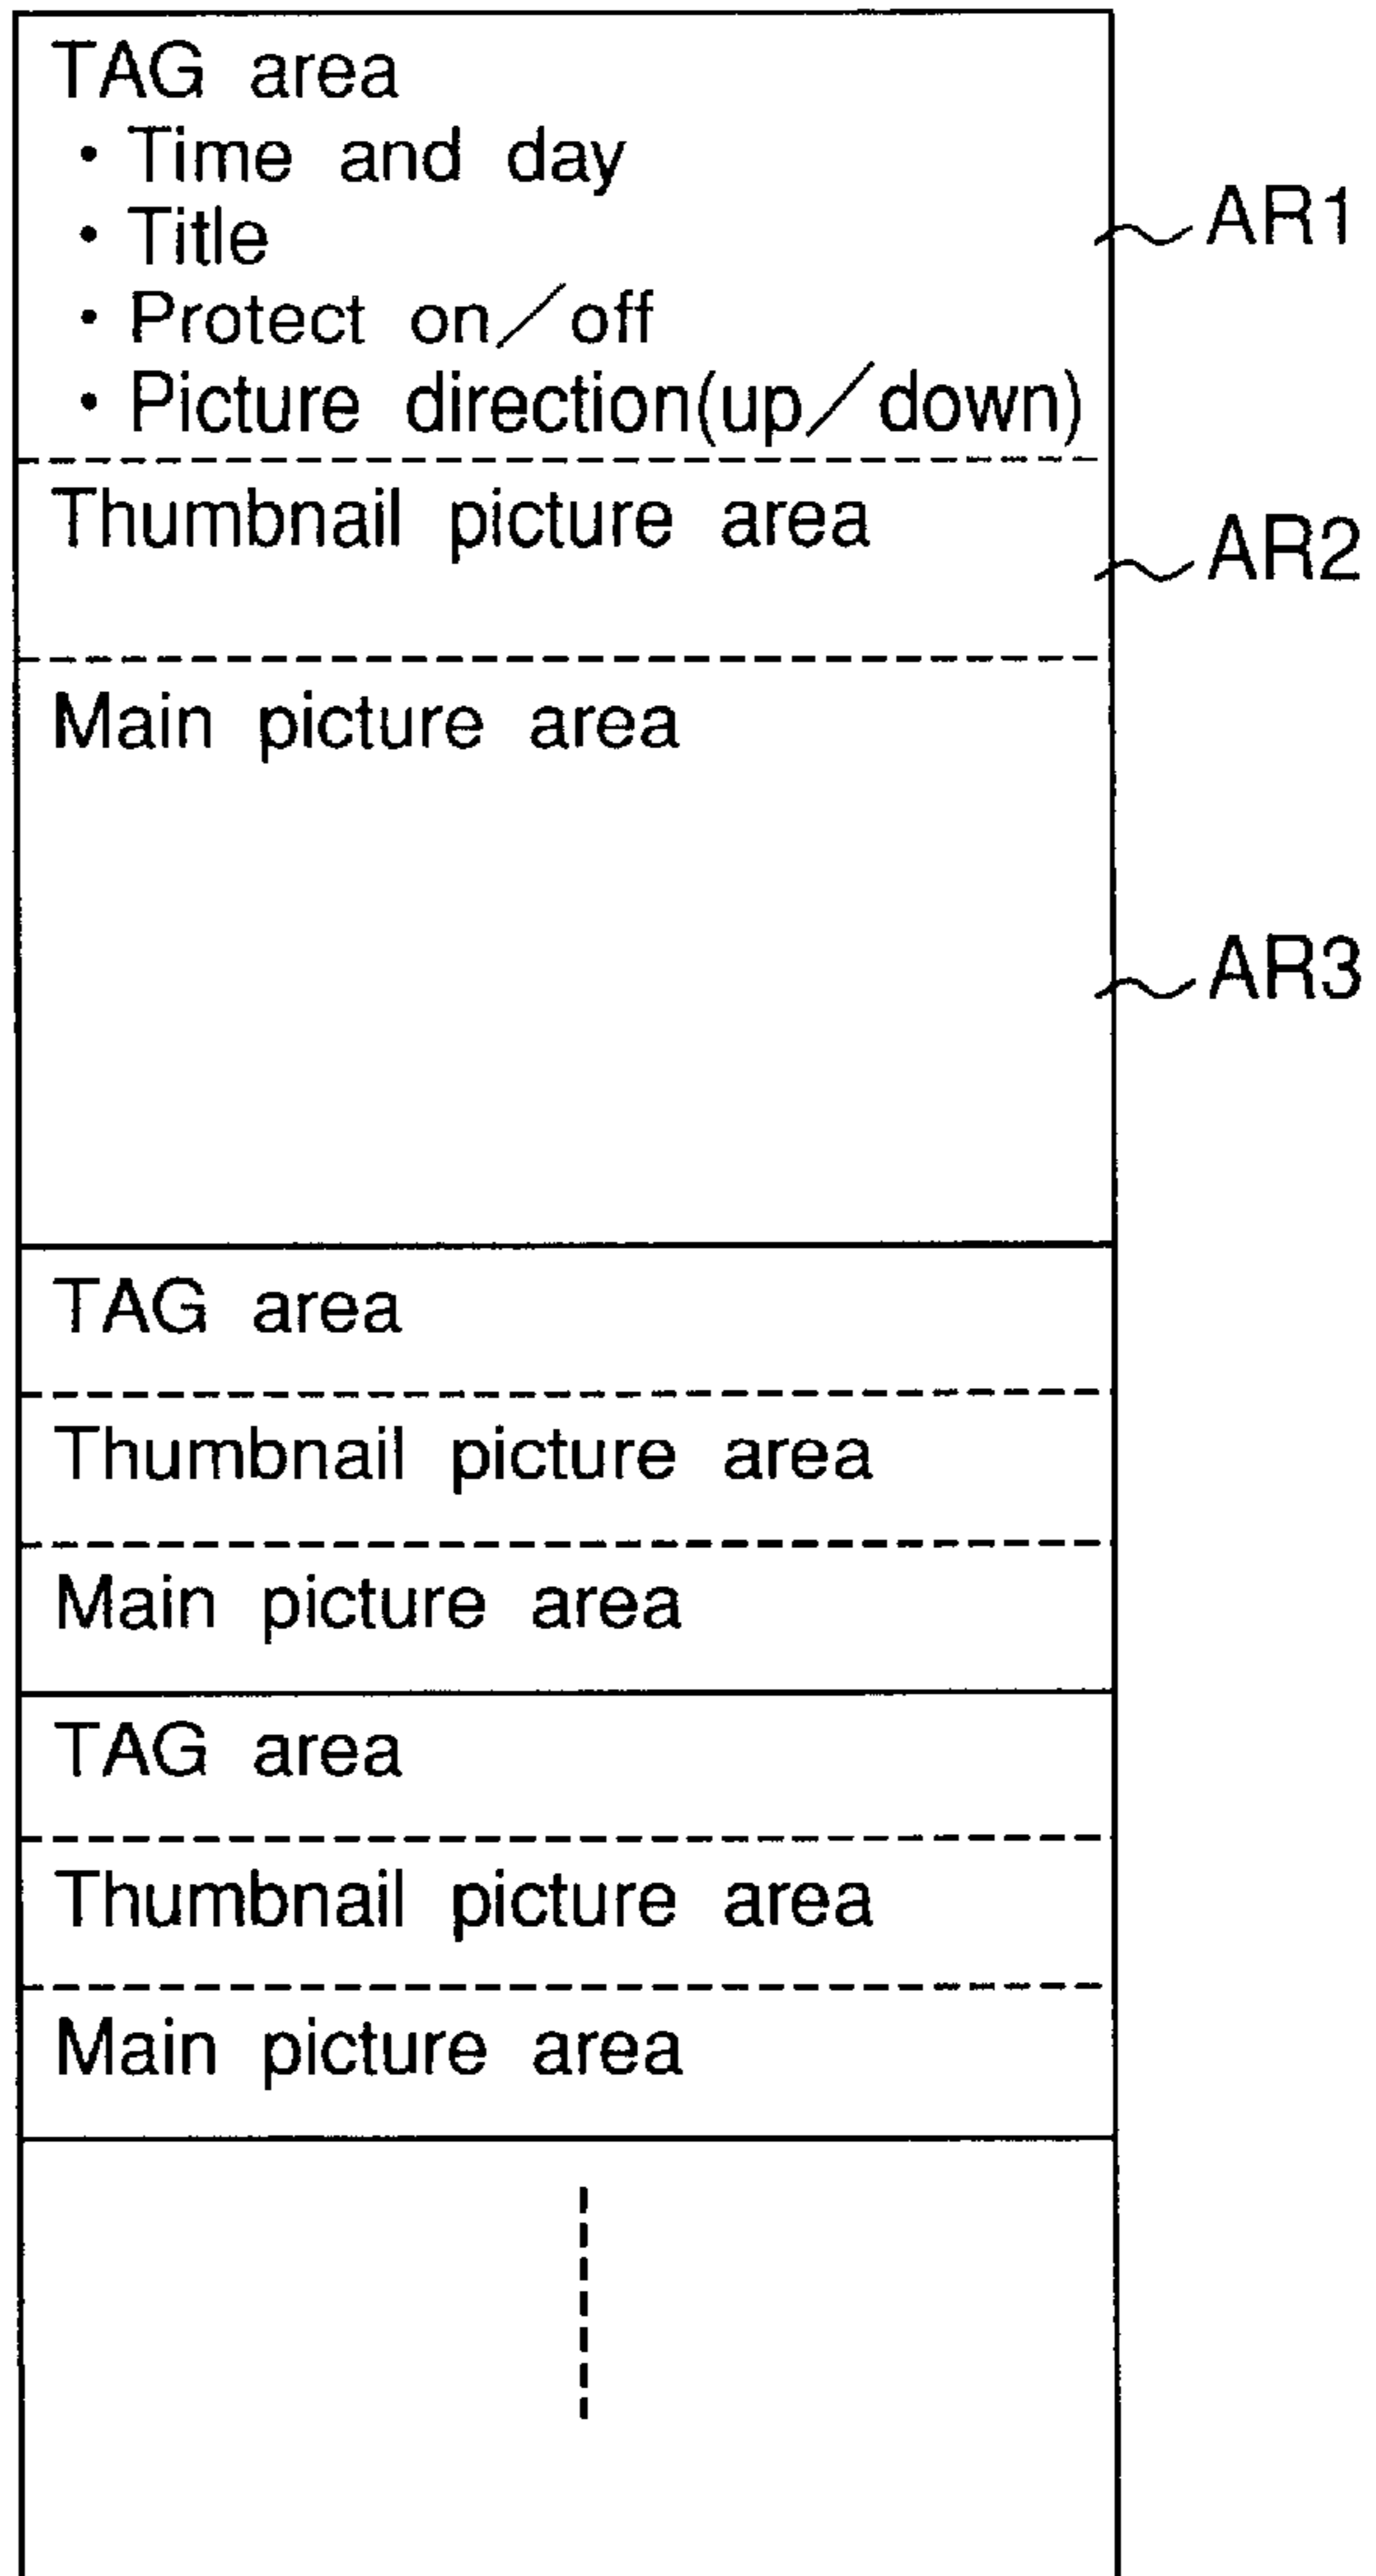 TAG area
・Time and day
・Title
・Protect on／off
・Picture direction(up／down)
AR1
Thumbnail picture area
AR2
Main picture area
AR3
TAG area
Thumbnail picture area
Main picture area
TAG area
Thumbnail picture area
Main picture area